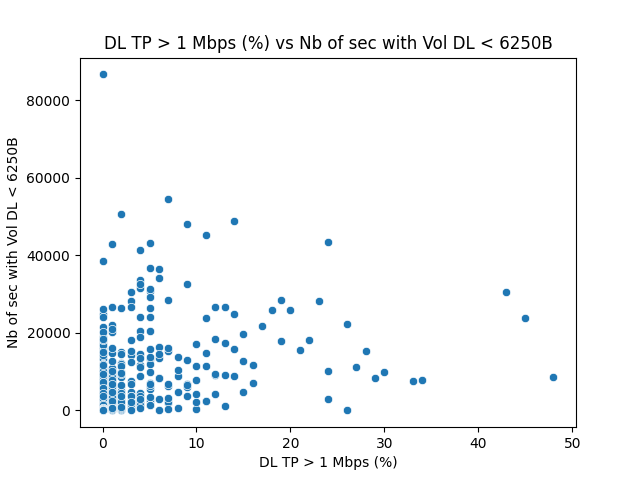 DL TP > 1 Mbps (%) vs Nb of sec with Vol DL < 6250B
Nb of sec with Vol DL < 6250B
80000
60000
40000
20000
0
0 10 20 30 40 50
DL TP > 1 Mbps (%)